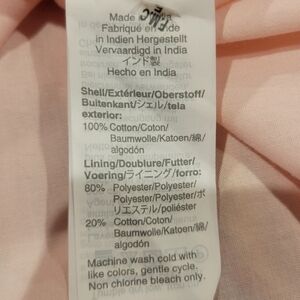 Made
Fabriqué en
in Indien Hergestellt
Vervaardigd in India
インド製
Hecho en India
Shell/Extérieur/Oberstoff/
Buitenkant/シェル/tela
exterior:
100% Cotton/Coton/
Baumwolle/Katoen/綿/
algodón
Lining/Doublure/Futter/
Voering/ライニング/forro:
80% Polyester/Polyester/
Polyester/Polyester/ポ
リエステル/poliéster
20% Cotton/Coton/
Baumwolle/Katoen/綿/
algodón
Machine wash cold with
like colors, gentle cycle.
Non chlorine bleach only.